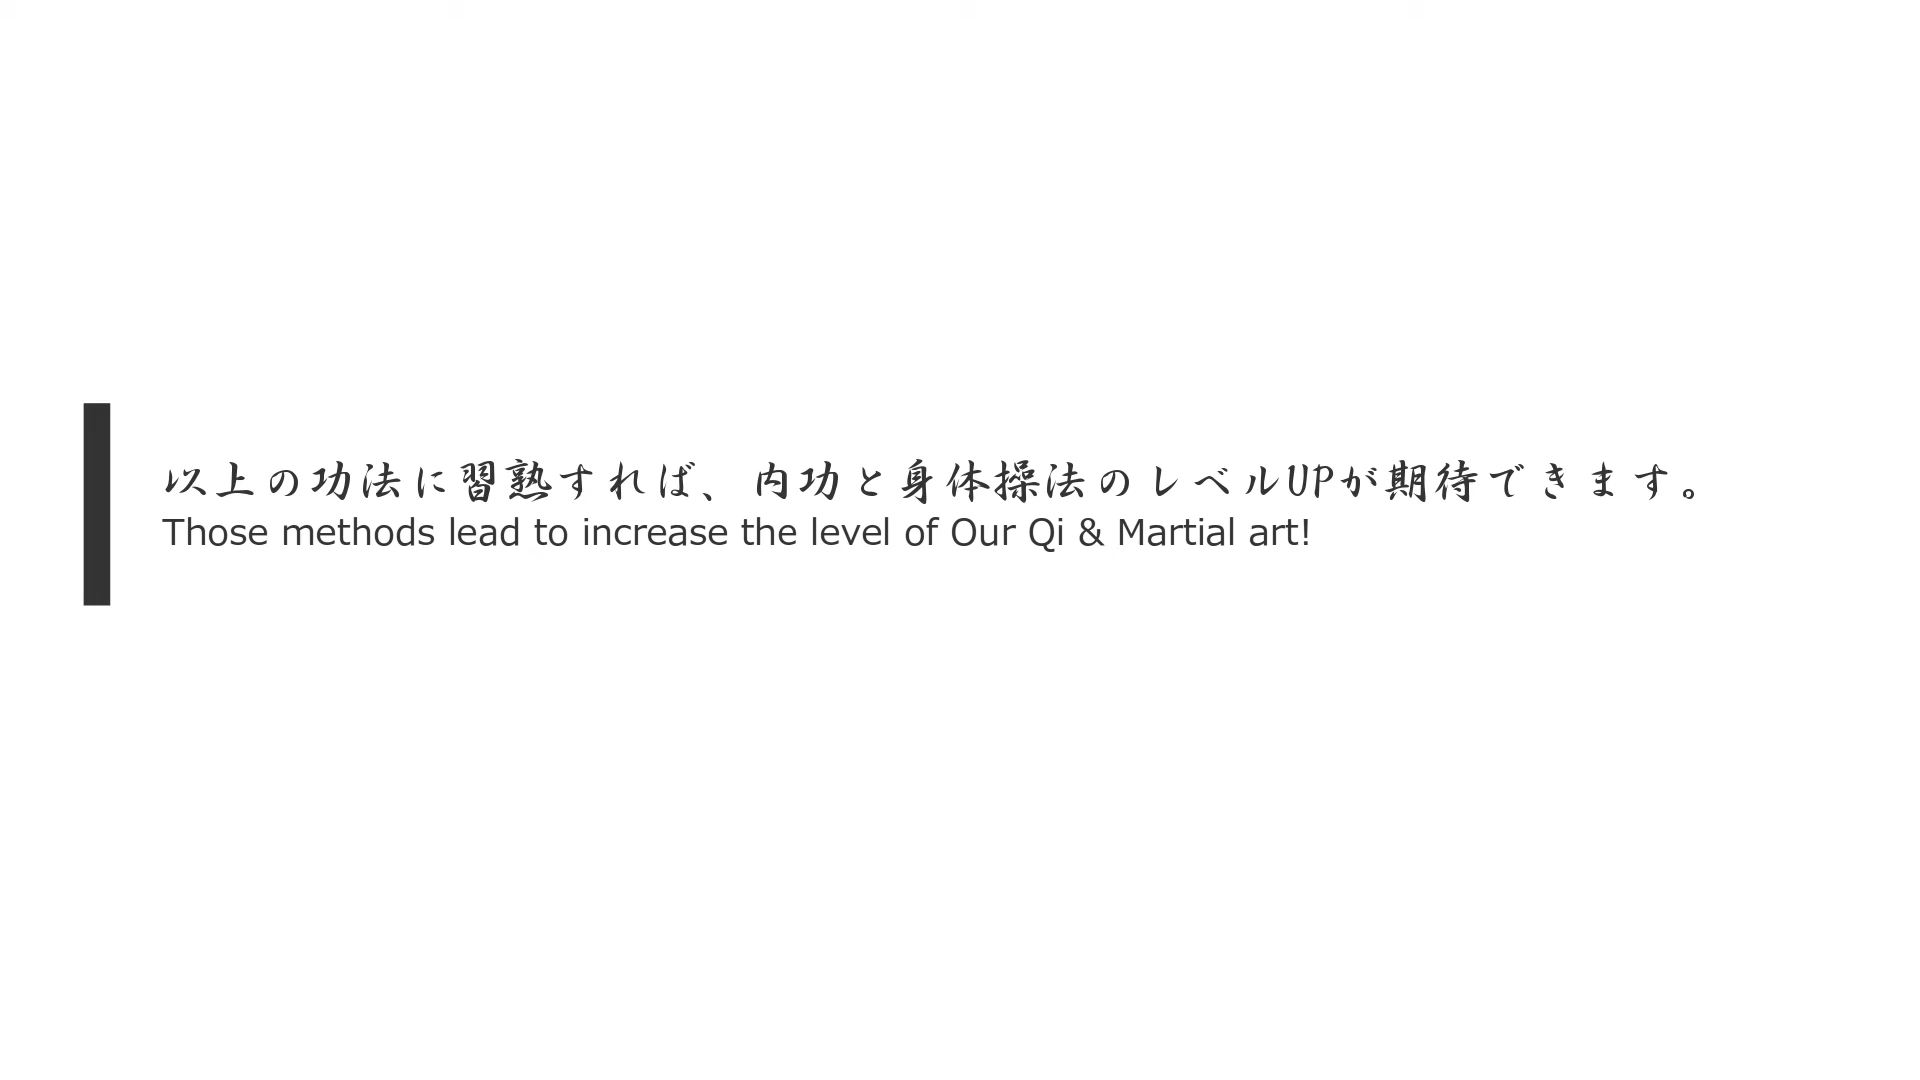 以上の功法に習熟すれば、内功と身体操法のレベルUPが期待できます。
Those methods lead to increase the level of Our Qi & Martial art!